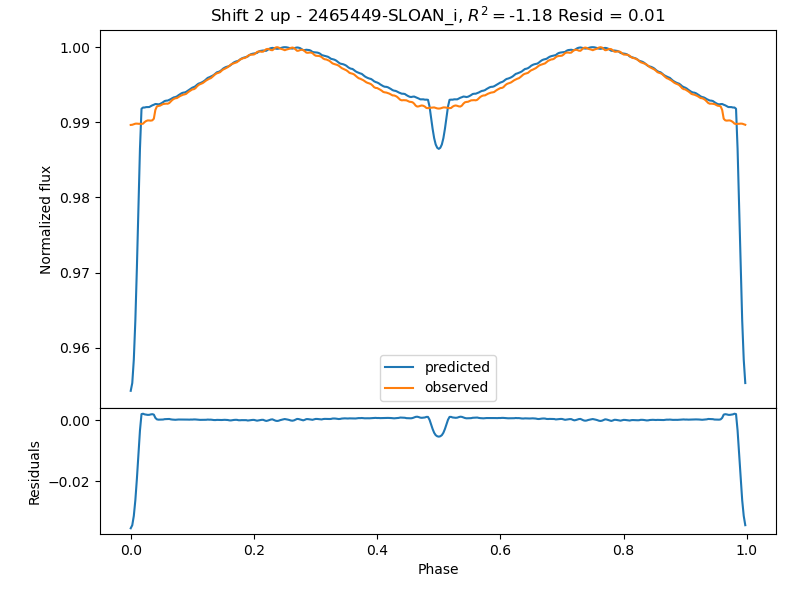 Shift 2 up - 2465449-SLOAN_i, R² = -1.18 Resid = 0.01
1.00
0.99
0.98
0.97
0.96
Normalized flux
predicted
observed
0.00
−0.02
Residuals
0.0 0.2 0.4 0.6 0.8 1.0
Phase